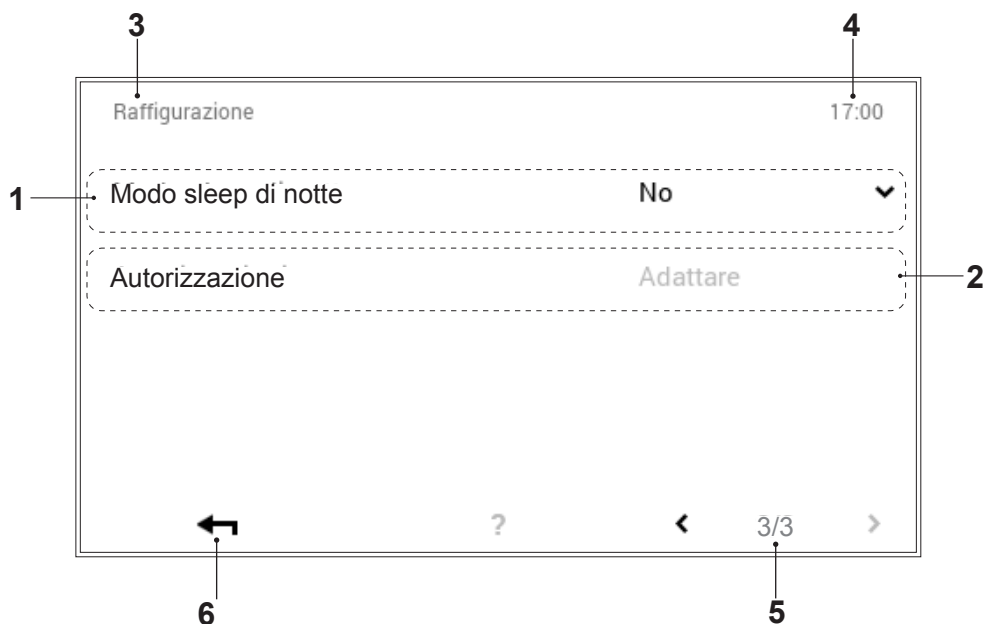 3 4
Raffigurazione 17:00
1 Modo sleep di notte No
Autorizzazione Adattare 2
? 3/3
6 5